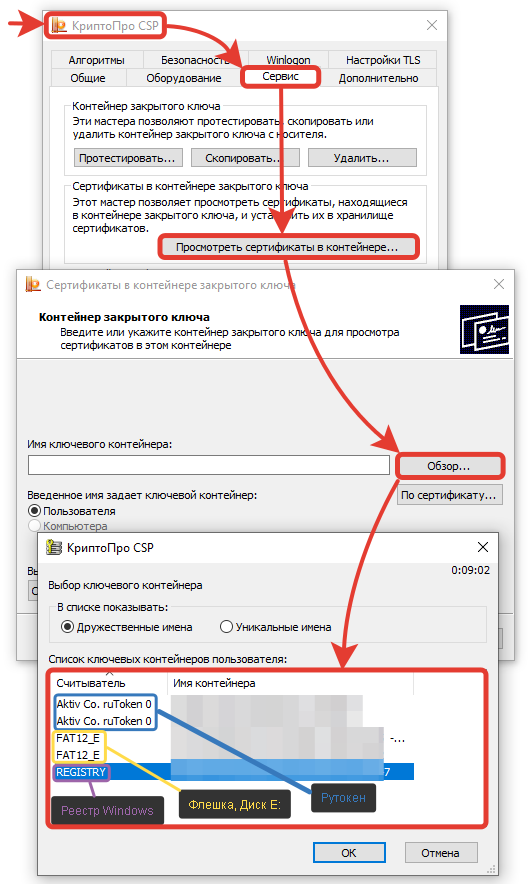 КриптоПро CSP
Алгоритмы Безопасность Winlogon Настройки TLS
Общие Оборудование Сервис Дополнительно
Контейнер закрытого ключа
Эти мастера позволяют протестировать, скопировать или
удалить контейнер закрытого ключа с носителя.
Протестировать... Скопировать... Удалить...
Сертификаты в контейнере закрытого ключа
Этот мастер позволяет просмотреть сертификаты, находящиеся
в контейнере закрытого ключа, и установить их в хранилище
сертификатов.
Просмотреть сертификаты в контейнере...
Сертификаты в контейнере закрытого ключа
Контейнер закрытого ключа
Введите или укажите контейнер закрытого ключа для просмотра
сертификатов в этом контейнере
Имя ключевого контейнера:
Обзор...
Введенное имя задает ключевой контейнер:
По сертификату...
Пользователя
Компьютера
Вы
КриптоПро CSP
0:09:02
Выбор ключевого контейнера
В списке показывать:
Дружественные имена Уникальные имена
Список ключевых контейнеров пользователя:
Считыватель Имя контейнера
Aktiv Co. ruToken 0
Aktiv Co. ruToken 0
FAT12_E -...
FAT12_E
REGISTRY 7
Реестр Windows Флешка, Диск E: Рутокен
ОК Отмена